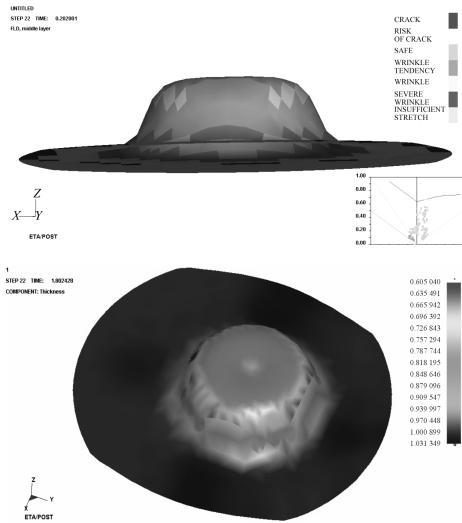 UNTITLED
STEP 22 TIME: 0.202001
FLD, middle layer
CRACK
RISK
OF CRACK
SAFE
WRINKLE
TENDENCY
WRINKLE
SEVERE
WRINKLE
INSUFFICIENT
STRETCH
Z
X Y
ETA/POST
1.00
0.80
0.60
0.40
0.20
0.00
1
STEP 22 TIME: 1.802428
COMPONENT: Thickness
0.605 040
0.635 491
0.665 942
0.696 392
0.726 843
0.757 294
0.787 744
0.818 195
0.848 646
0.879 096
0.909 547
0.939 997
0.970 448
1.000 899
1.031 349
Z
Y
X
ETA/POST